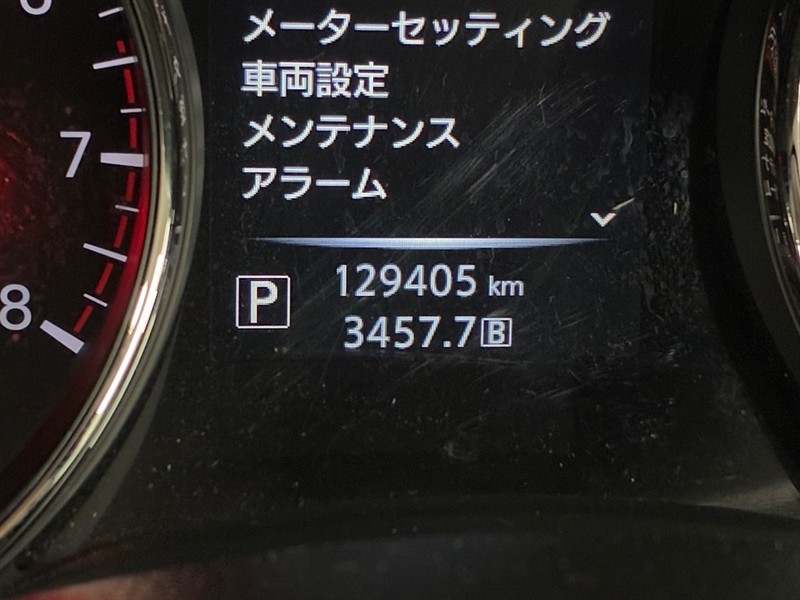 メーターセッティング
車両設定
メンテナンス
アラーム
P
129405 km
3457.7 B
7
8